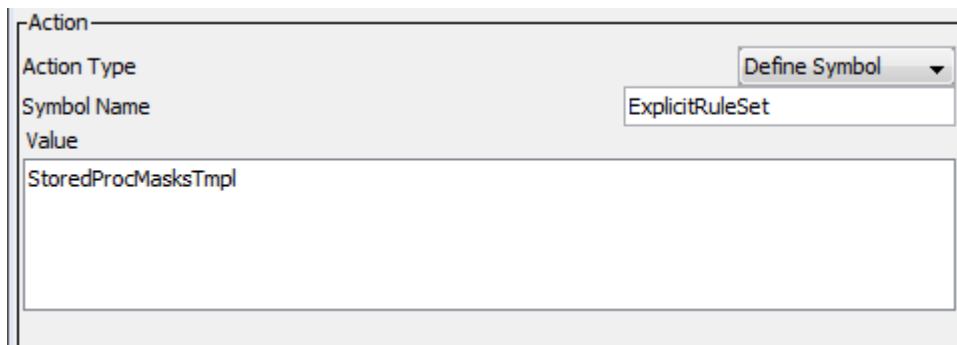 Action
Action Type Define Symbol
Symbol Name ExplicitRuleSet
Value
StoredProcMasksTmpl